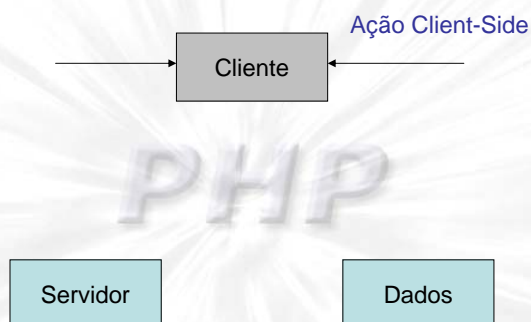 Ação Client-Side
Cliente
PHP
Servidor
Dados